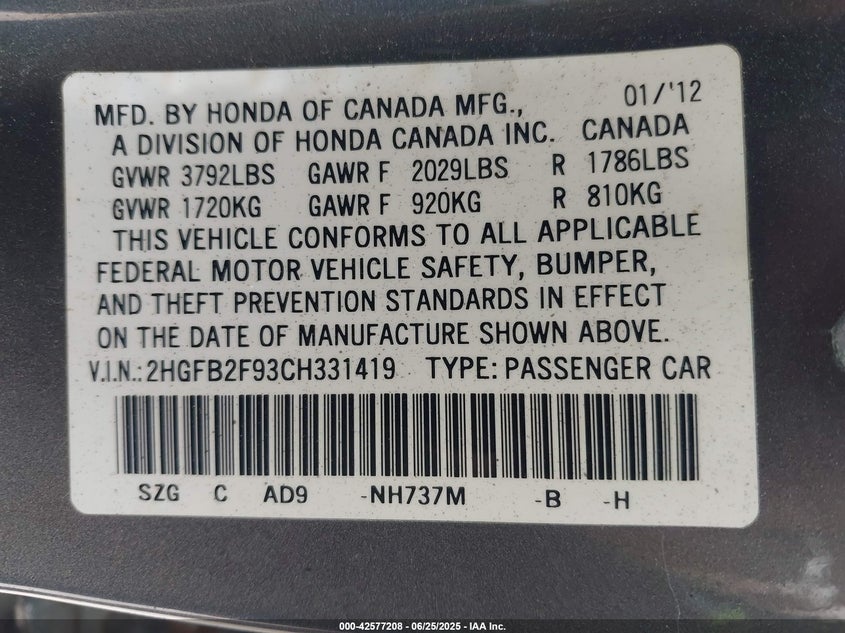 MFD. BY HONDA OF CANADA MFG., 01/'12
A DIVISION OF HONDA CANADA INC. CANADA
GVWR 3792LBS GAWR F 2029LBS R 1786LBS
GVWR 1720KG GAWR F 920KG R 810KG
THIS VEHICLE CONFORMS TO ALL APPLICABLE
FEDERAL MOTOR VEHICLE SAFETY, BUMPER,
AND THEFT PREVENTION STANDARDS IN EFFECT
ON THE DATE OF MANUFACTURE SHOWN ABOVE.
V.I.N.: 2HGFB2F93CH331419 TYPE: PASSENGER CAR
SZG C AD9 -NH737M -B -H
000-42577208 - 06/25/2025 - IAA Inc.